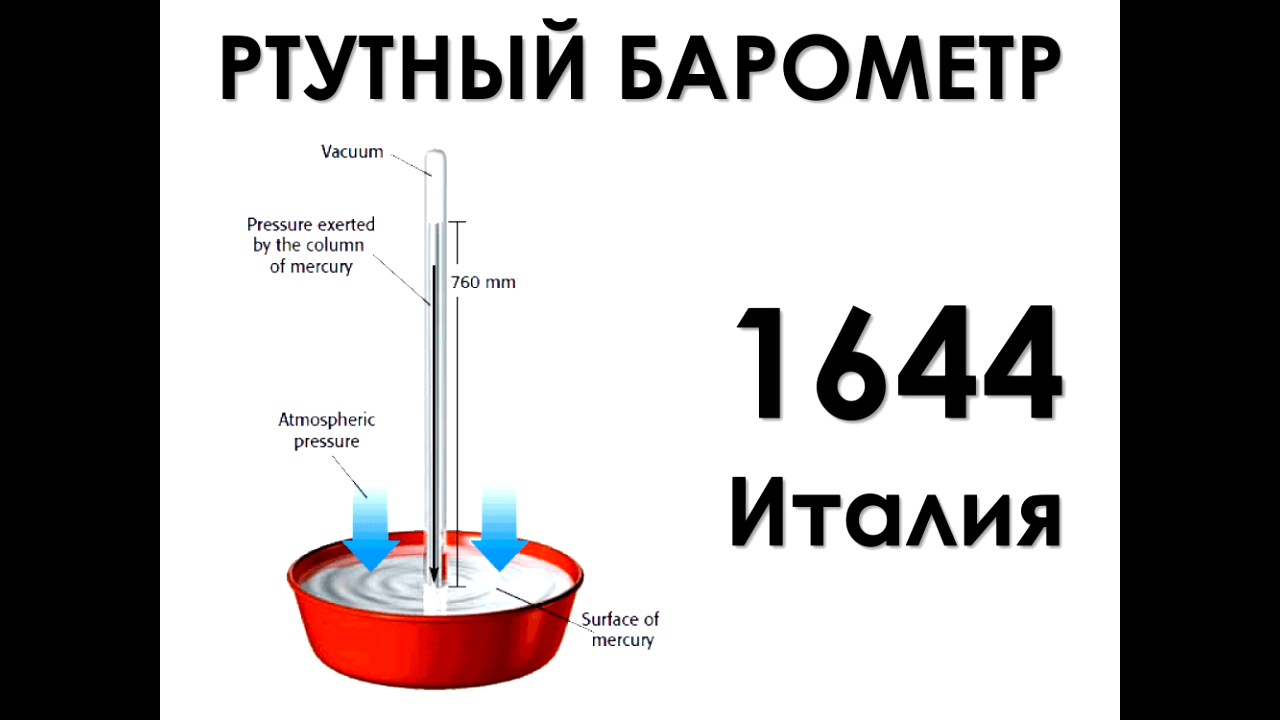 РТУТНЫЙ БАРОМЕТР
Vacuum
Pressure exerted
by the column
of mercury
760 mm
1644
Италия
Atmospheric
pressure
Surface of
mercury